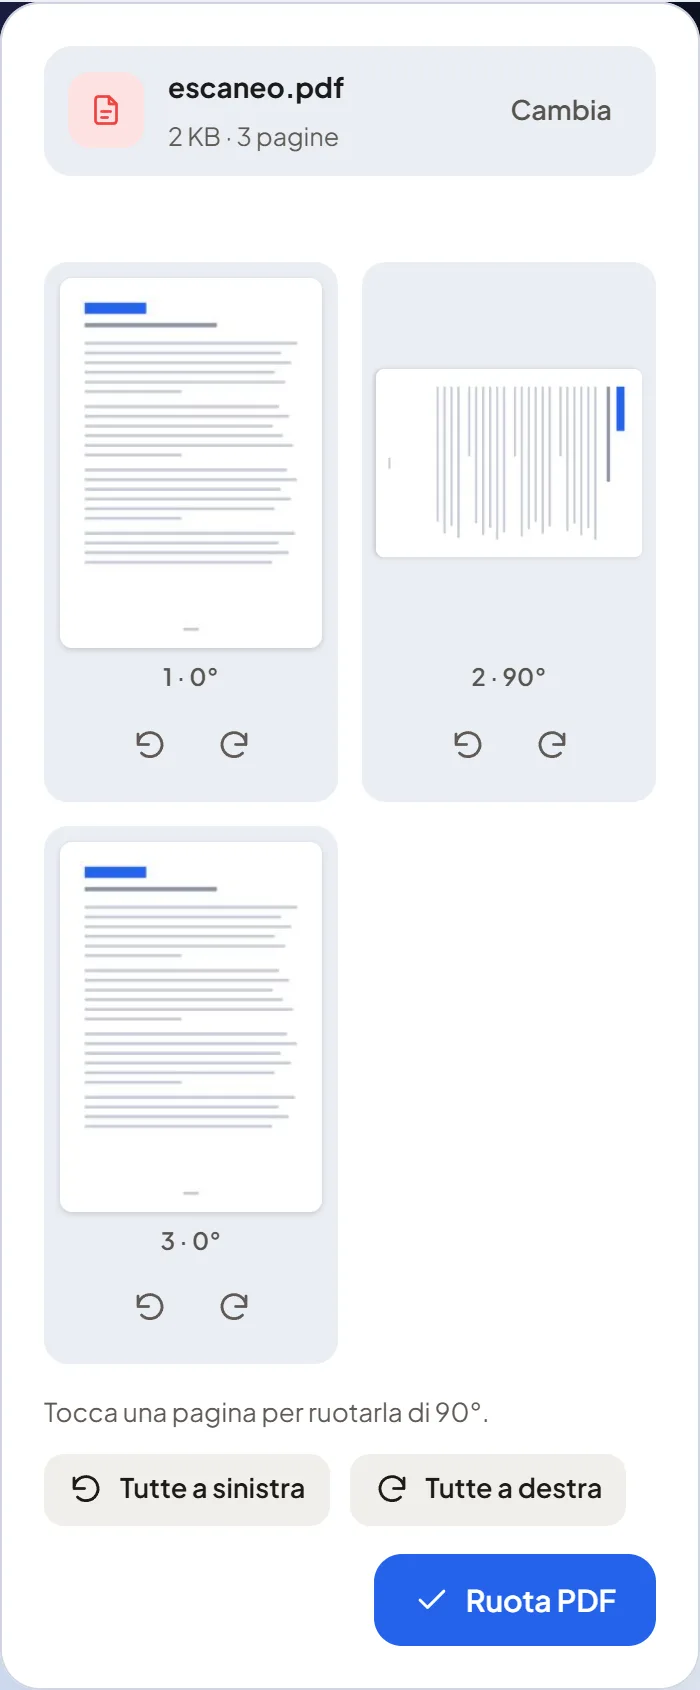 escaneo.pdf
2 KB · 3 pagine
Cambia
1 · 0°
2 · 90°
3 · 0°
Tocca una pagina per ruotarla di 90°.
Tutte a sinistra
Tutte a destra
Ruota PDF